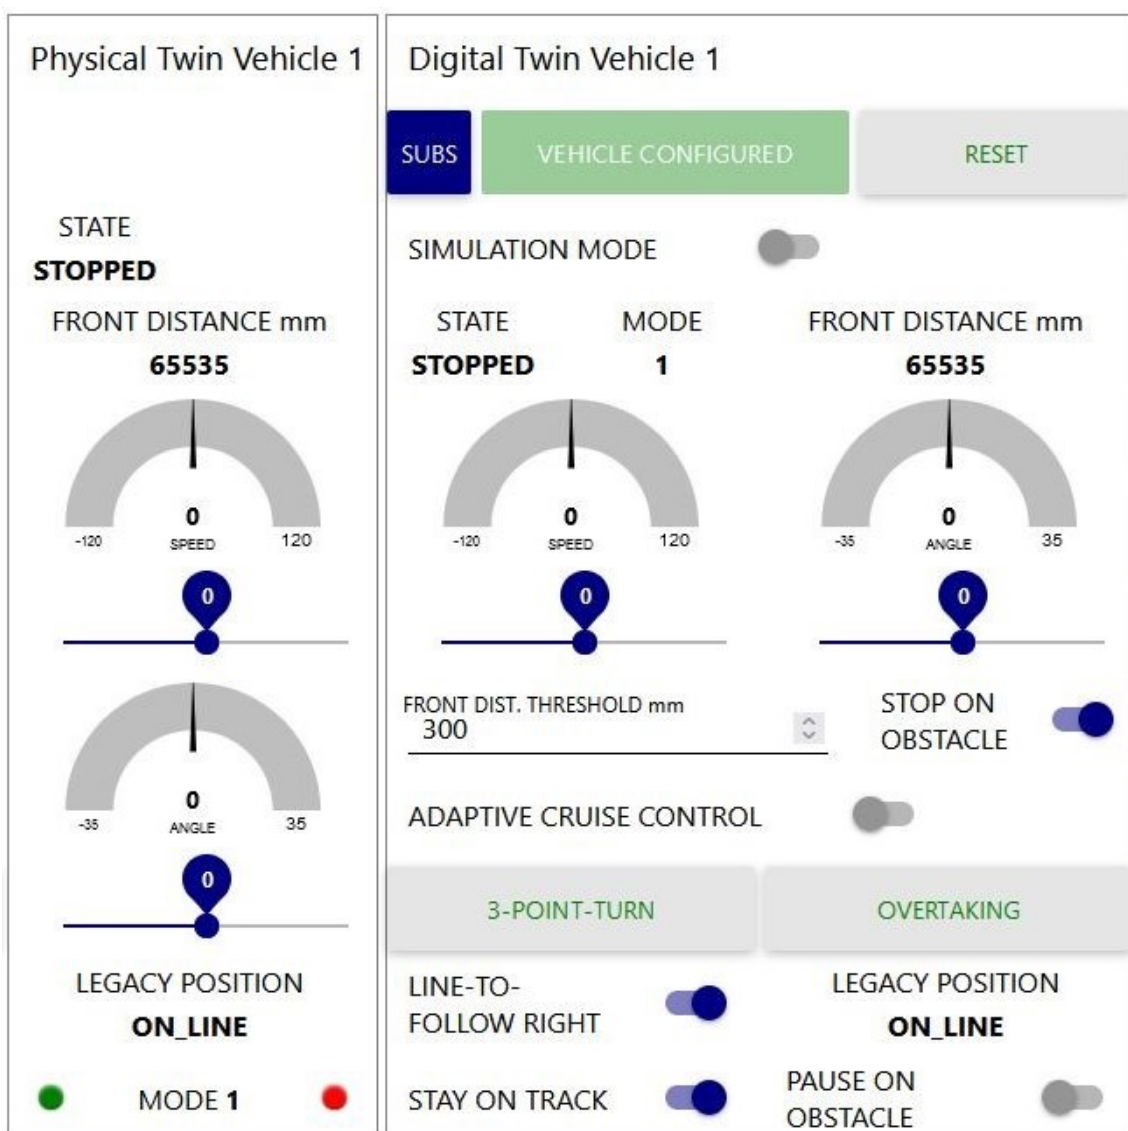 Physical Twin Vehicle 1
STATE
STOPPED
FRONT DISTANCE mm
65535
0
-120 SPEED 120
0
0
-35 ANGLE 35
0
LEGACY POSITION
ON_LINE
MODE 1
Digital Twin Vehicle 1
SUBS VEHICLE CONFIGURED RESET
SIMULATION MODE
STATE MODE FRONT DISTANCE mm
STOPPED 1 65535
0 0
-120 SPEED 120 -35 ANGLE 35
0 0
FRONT DIST. THRESHOLD mm
300
STOP ON
OBSTACLE
ADAPTIVE CRUISE CONTROL
3-POINT-TURN OVERTAKING
LINE-TO-
FOLLOW RIGHT
LEGACY POSITION
ON_LINE
STAY ON TRACK
PAUSE ON
OBSTACLE